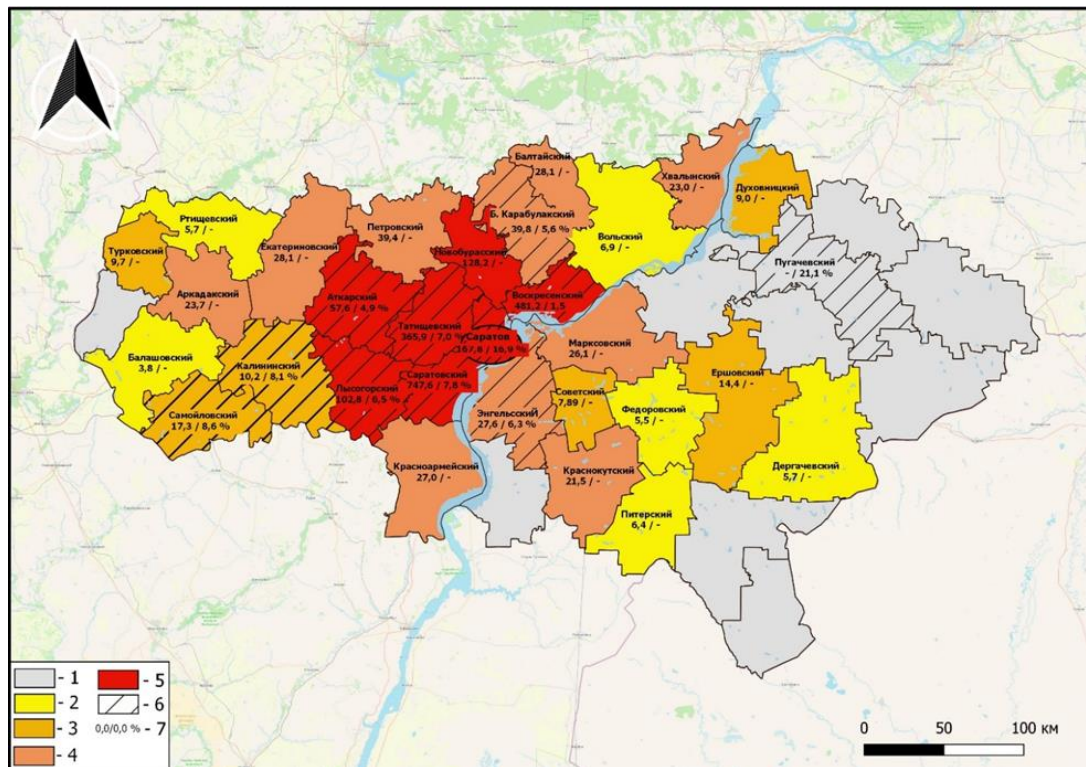 Балтайский
28,1 / -
Хвалынский
23,0 / -
Духовницкий
9,0 / -
Б. Карабулакский
39,8 / 5,6 %
Ртищевский
5,7 / -
Петровский
39,4 / -
Вольский
6,9 / -
Турковский
9,7 / -
Екатериновский
28,1 / -
Новобурасский
128,2 / -
Пугачевский
- / 21,1 %
Аркадакский
23,7 / -
Аткарский
57,6 / 4,9 %
Воскресенский
481,2 / 1,5
Татищевский
365,9 / 7,0 %
Саратов
167,8 / 16,9 %
Марксовский
26,1 / -
Балашовский
3,8 / -
Калининский
10,2 / 8,1 %
Лысогорский
102,8 / 6,5 %
Саратовский
747,6 / 7,8 %
Ершовский
14,4 / -
Советский
7,89 / -
Самойловский
17,3 / 8,6 %
Энгельсский
27,6 / 6,3 %
Федоровский
5,5 / -
Красноармейский
27,0 / -
Краснокутский
21,5 / -
Дергачевский
5,7 / -
Питерский
6,4 / -
- 1
- 2
- 3
- 4
- 5
- 6
0,0/0,0 % - 7
0 50 100 км